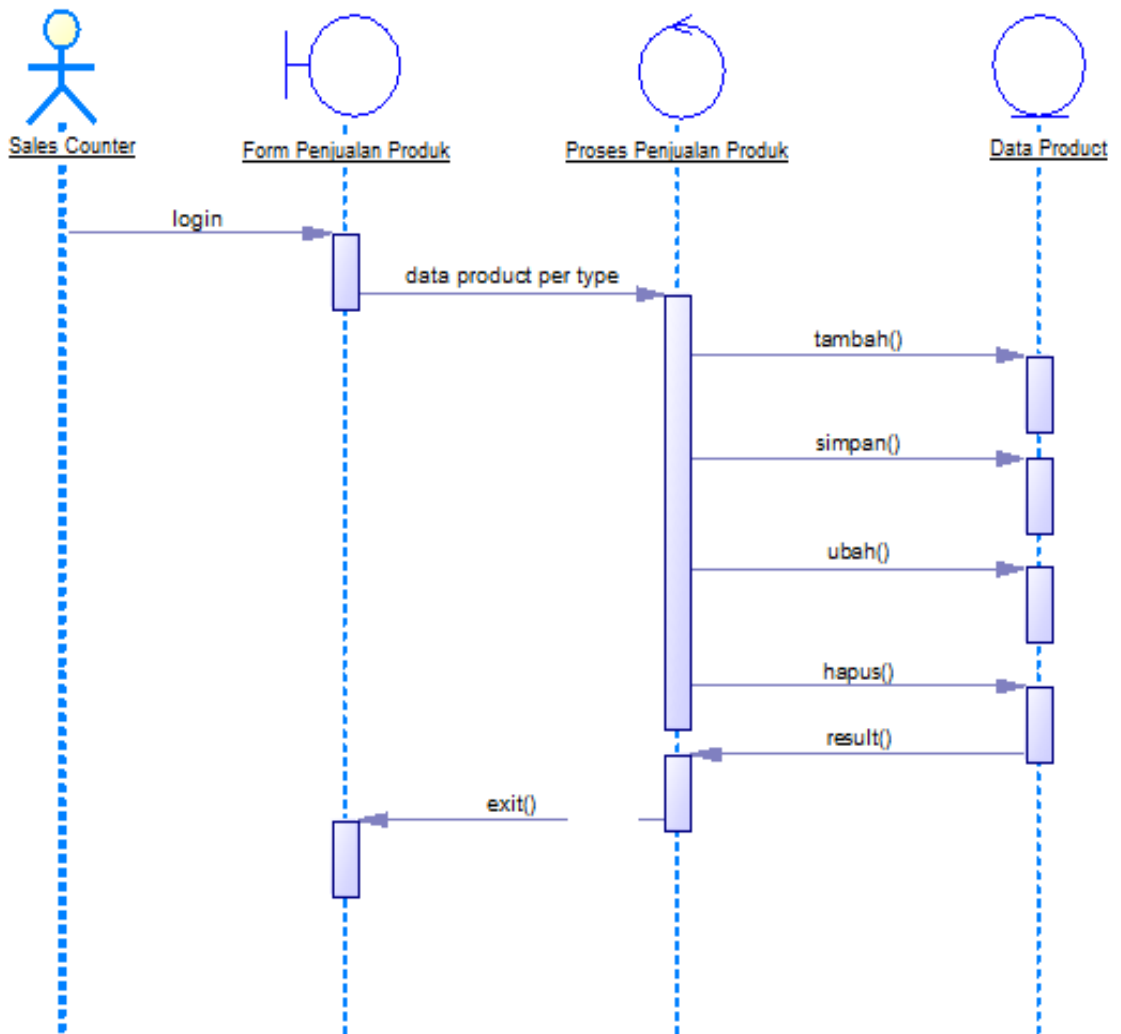 Sales Counter
Form Penjualan Produk
Proses Penjualan Produk
Data Product
login
data product per type
tambah()
simpan()
ubah()
hapus()
result()
exit()